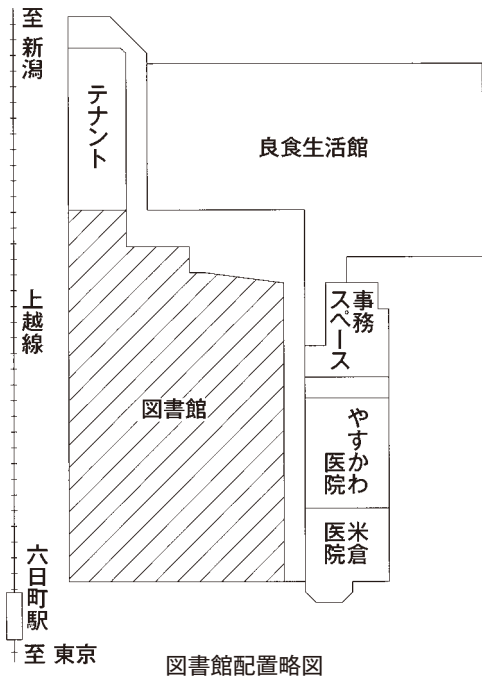 至 新潟
テナント
良食生活館
上越線
事務
スペース
図書館
やすかわ
医院
米倉
医院
六日町駅
至 東京
図書館配置略図